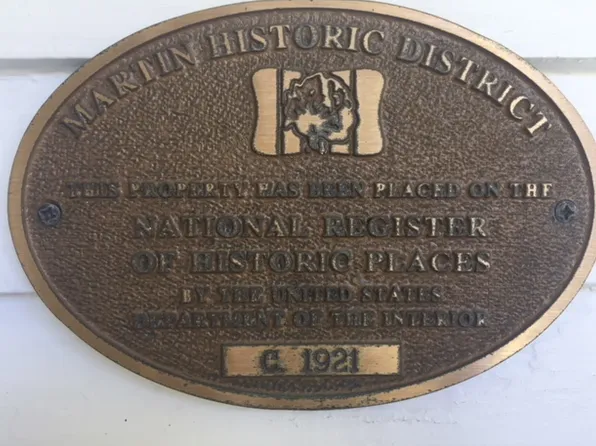 MARTIN HISTORIC DISTRICT
THIS PROPERTY HAS BEEN PLACED ON THE
NATIONAL REGISTER
OF HISTORIC PLACES
BY THE UNITED STATES
DEPARTMENT OF THE INTERIOR
C. 1921